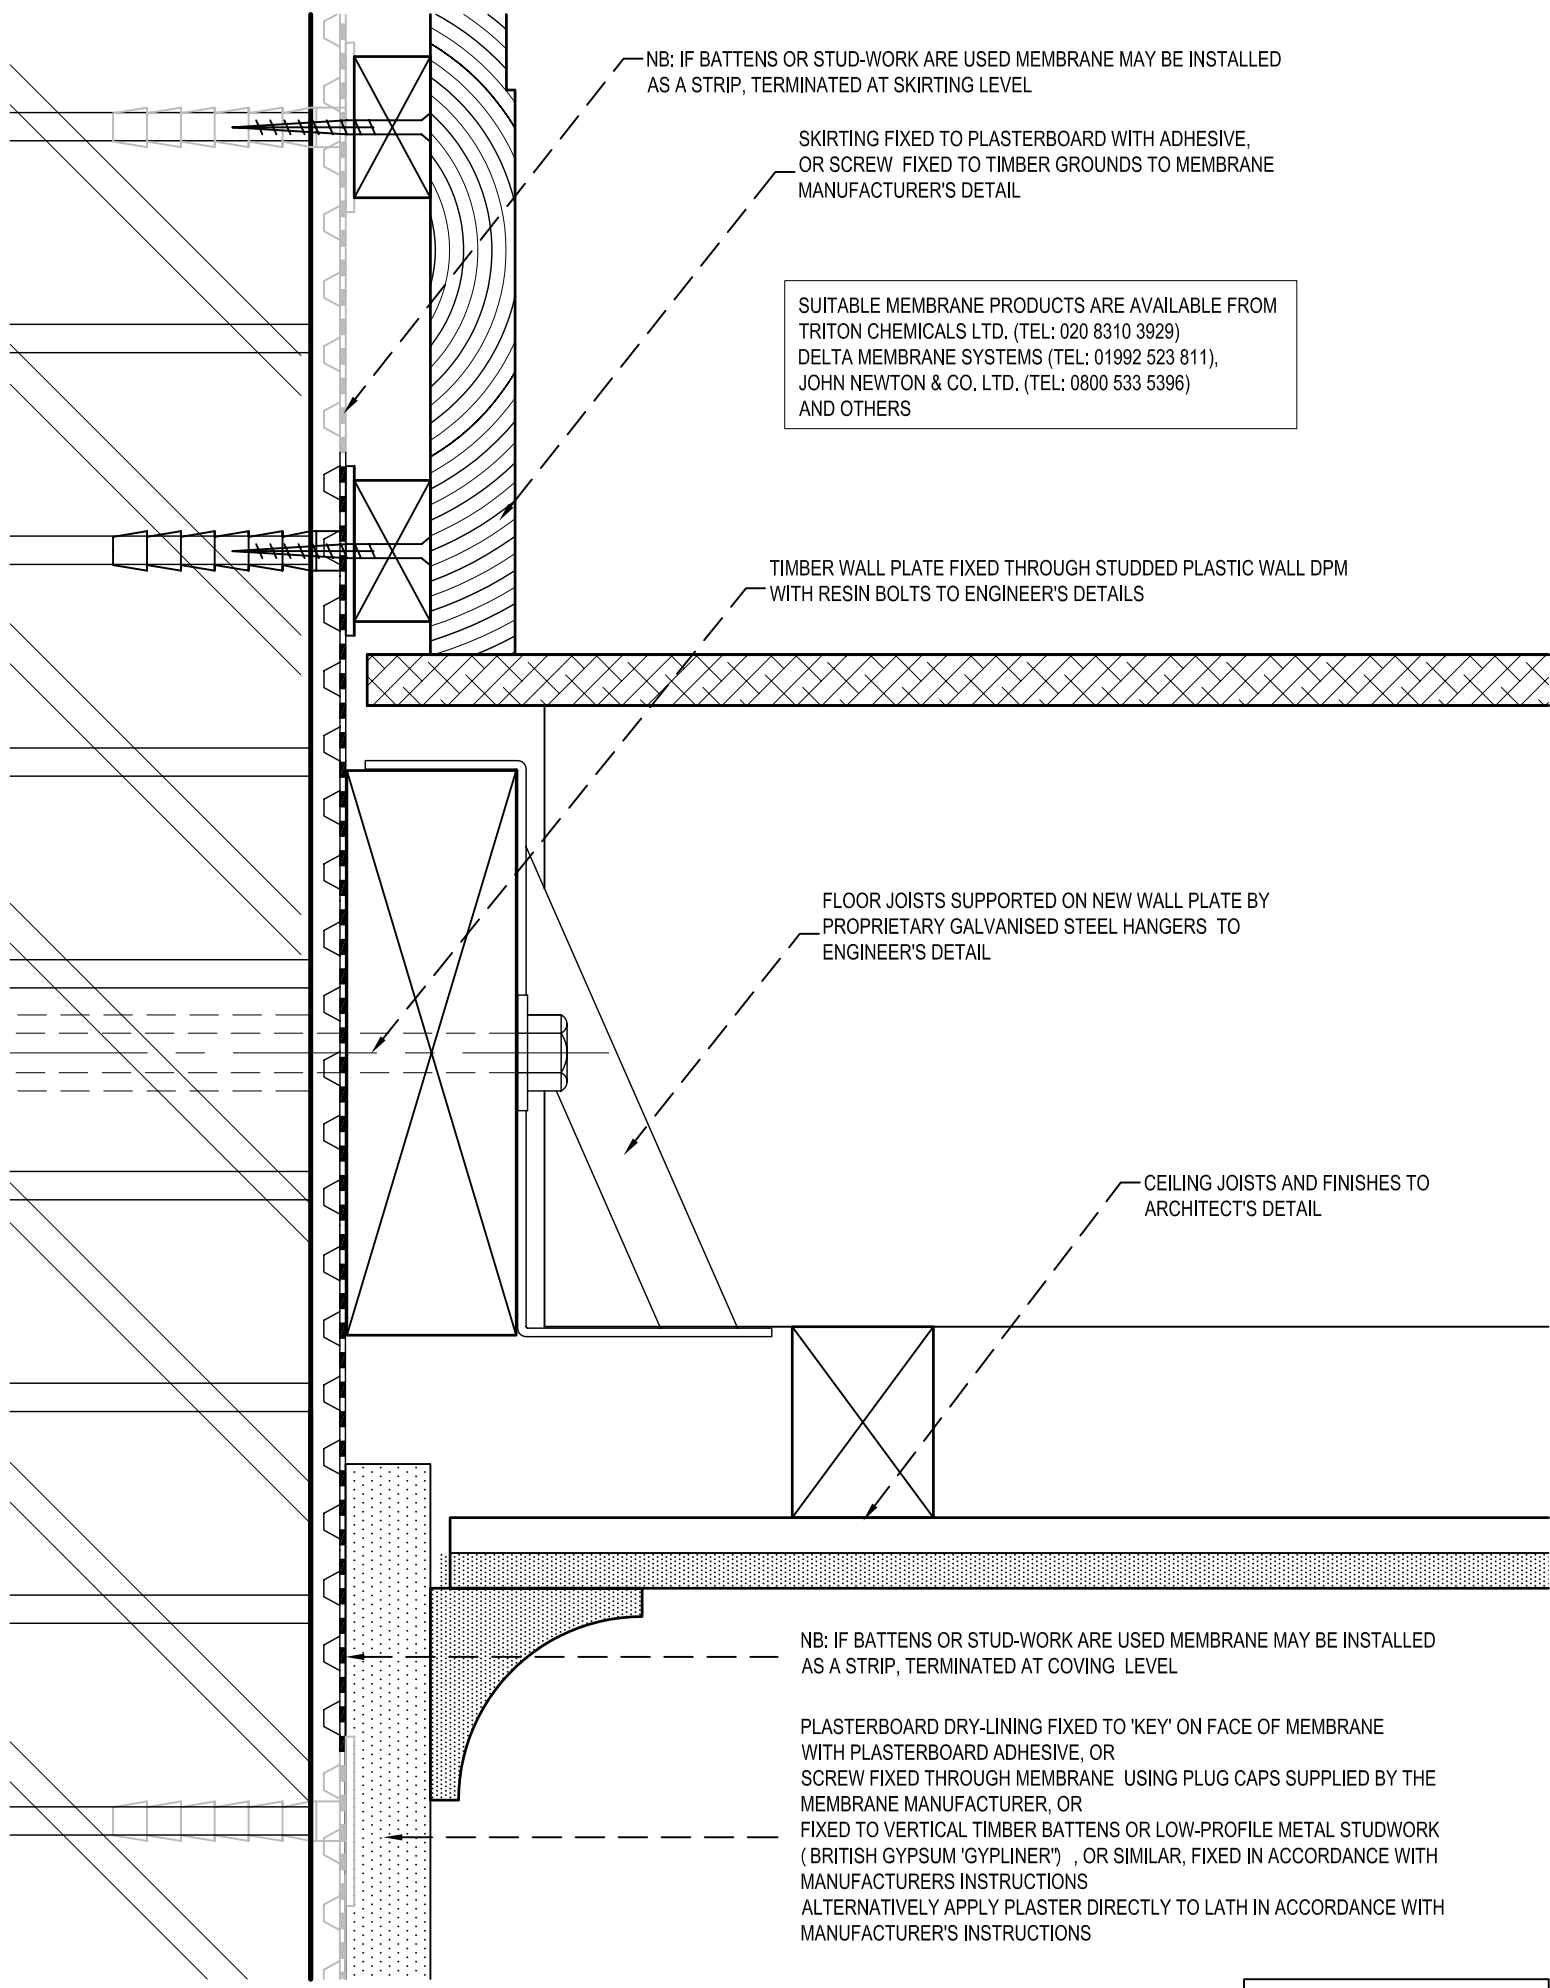 NB: IF BATTENS OR STUD-WORK ARE USED MEMBRANE MAY BE INSTALLED
AS A STRIP, TERMINATED AT SKIRTING LEVEL
SKIRTING FIXED TO PLASTERBOARD WITH ADHESIVE,
OR SCREW FIXED TO TIMBER GROUNDS TO MEMBRANE
MANUFACTURER'S DETAIL
SUITABLE MEMBRANE PRODUCTS ARE AVAILABLE FROM
TRITON CHEMICALS LTD. (TEL: 020 8310 3929)
DELTA MEMBRANE SYSTEMS (TEL: 01992 523 811),
JOHN NEWTON & CO. LTD. (TEL: 0800 533 5396)
AND OTHERS
TIMBER WALL PLATE FIXED THROUGH STUDDED PLASTIC WALL DPM
WITH RESIN BOLTS TO ENGINEER'S DETAILS
FLOOR JOISTS SUPPORTED ON NEW WALL PLATE BY
PROPRIETARY GALVANISED STEEL HANGERS TO
ENGINEER'S DETAIL
CEILING JOISTS AND FINISHES TO
ARCHITECT'S DETAIL
NB: IF BATTENS OR STUD-WORK ARE USED MEMBRANE MAY BE INSTALLED
AS A STRIP, TERMINATED AT COVING LEVEL
PLASTERBOARD DRY-LINING FIXED TO 'KEY' ON FACE OF MEMBRANE
WITH PLASTERBOARD ADHESIVE, OR
SCREW FIXED THROUGH MEMBRANE USING PLUG CAPS SUPPLIED BY THE
MEMBRANE MANUFACTURER, OR
FIXED TO VERTICAL TIMBER BATTENS OR LOW-PROFILE METAL STUDWORK
( BRITISH GYPSUM 'GYPLINER") , OR SIMILAR, FIXED IN ACCORDANCE WITH
MANUFACTURERS INSTRUCTIONS
ALTERNATIVELY APPLY PLASTER DIRECTLY TO LATH IN ACCORDANCE WITH
MANUFACTURER'S INSTRUCTIONS